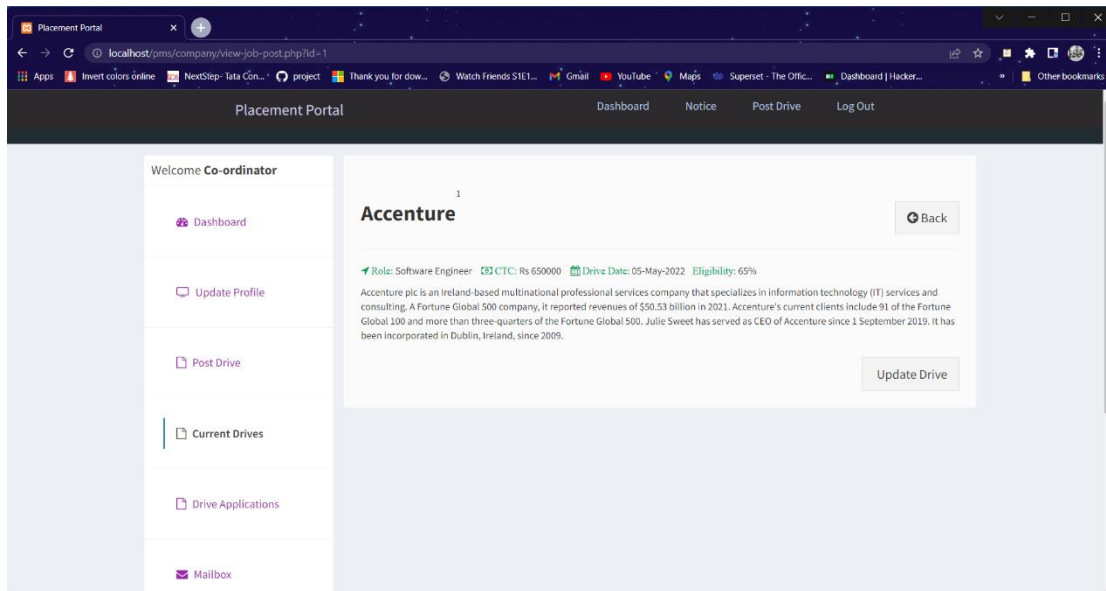 Placement Portal
localhost/pms/company/view-job-post.php?id=1
Apps Invert colors online NextStep- Tata Con... project Thank you for dow... Watch Friends S1E1... Gmail YouTube Maps Superset - The Offic... Dashboard | Hacker... » Other bookmarks
Placement Portal Dashboard Notice Post Drive Log Out
Welcome Co-ordinator
Dashboard
Update Profile
Post Drive
Current Drives
Drive Applications
Mailbox
1
Accenture
Back
Role: Software Engineer CTC: Rs 650000 Drive Date: 05-May-2022 Eligibility: 65%
Accenture plc is an Ireland-based multinational professional services company that specializes in information technology (IT) services and
consulting. A Fortune Global 500 company, it reported revenues of $50.53 billion in 2021. Accenture's current clients include 91 of the Fortune
Global 100 and more than three-quarters of the Fortune Global 500. Julie Sweet has served as CEO of Accenture since 1 September 2019. It has
been incorporated in Dublin, Ireland, since 2009.
Update Drive